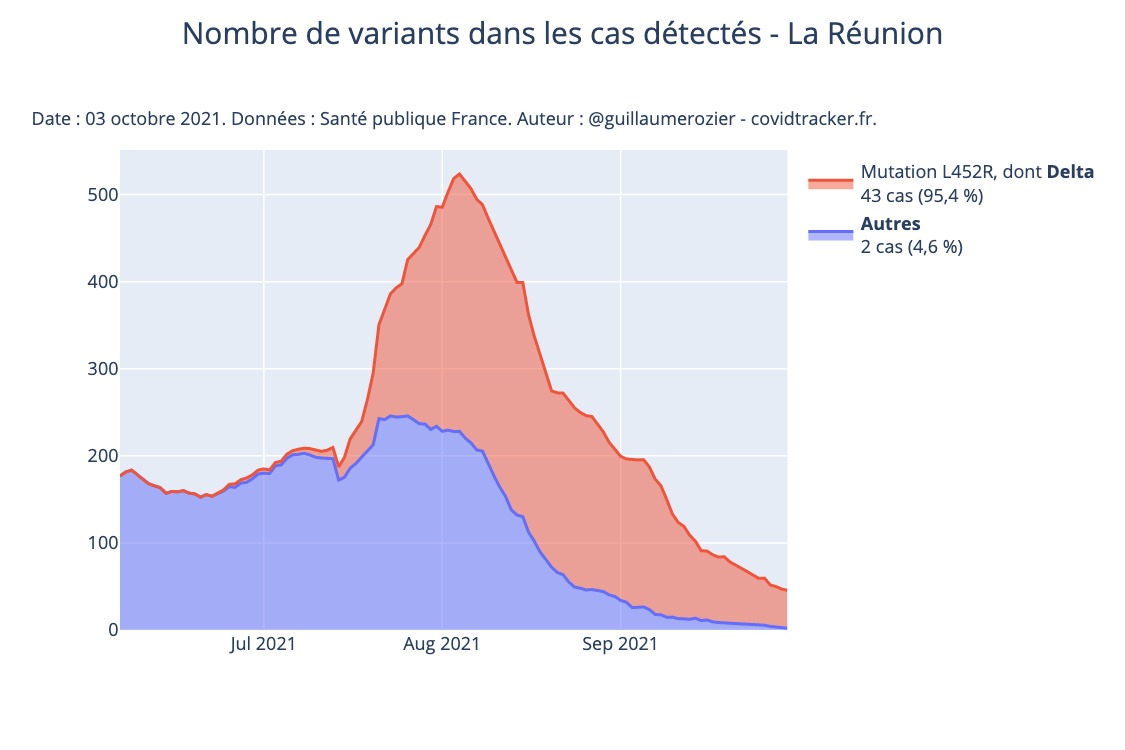 Nombre de variants dans les cas détectés - La Réunion
Date : 03 octobre 2021. Données : Santé publique France. Auteur : @guillaumerozier - covidtracker.fr.
Mutation L452R, dont Delta
43 cas (95,4 %)
Autres
2 cas (4,6 %)
500
400
300
200
100
0
Jul 2021
Aug 2021
Sep 2021